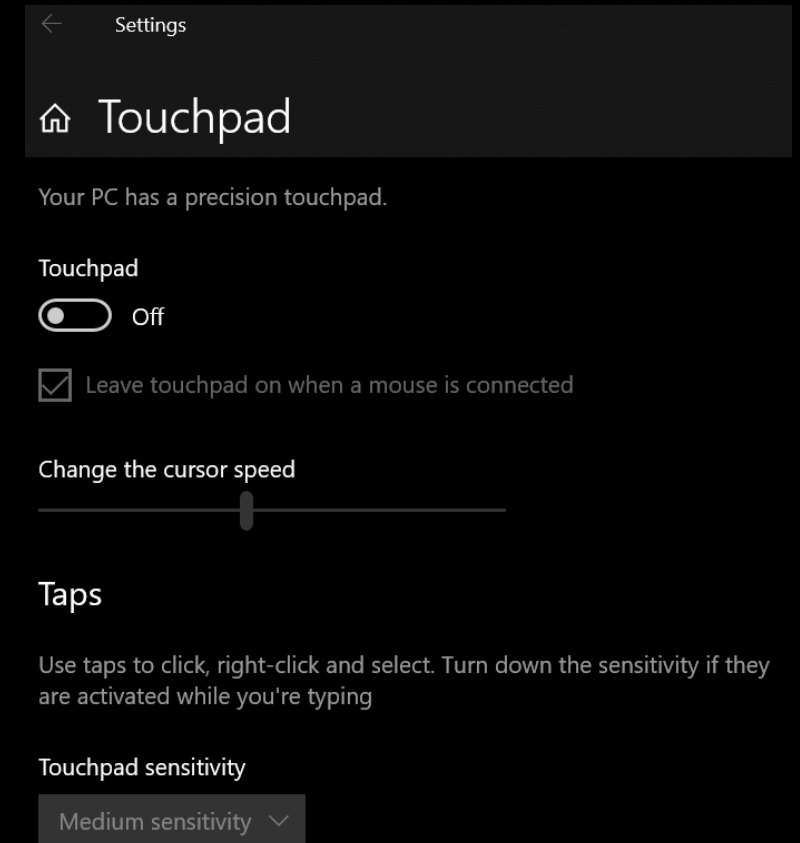 Settings
Touchpad
Your PC has a precision touchpad.
Touchpad
Off
Leave touchpad on when a mouse is connected
Change the cursor speed
Taps
Use taps to click, right-click and select. Turn down the sensitivity if they
are activated while you're typing
Touchpad sensitivity
Medium sensitivity